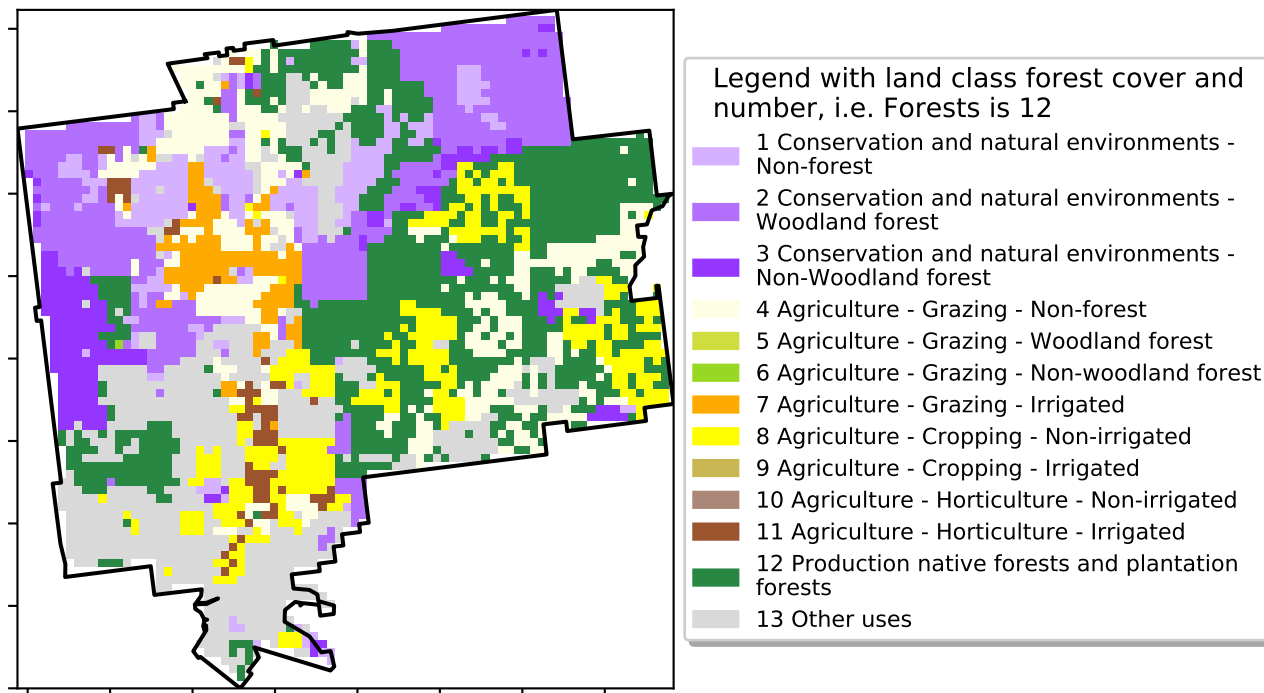 Legend with land class forest cover and
number, i.e. Forests is 12
1 Conservation and natural environments -
Non-forest
2 Conservation and natural environments -
Woodland forest
3 Conservation and natural environments -
Non-Woodland forest
4 Agriculture - Grazing - Non-forest
5 Agriculture - Grazing - Woodland forest
6 Agriculture - Grazing - Non-woodland forest
7 Agriculture - Grazing - Irrigated
8 Agriculture - Cropping - Non-irrigated
9 Agriculture - Cropping - Irrigated
10 Agriculture - Horticulture - Non-irrigated
11 Agriculture - Horticulture - Irrigated
12 Production native forests and plantation
forests
13 Other uses